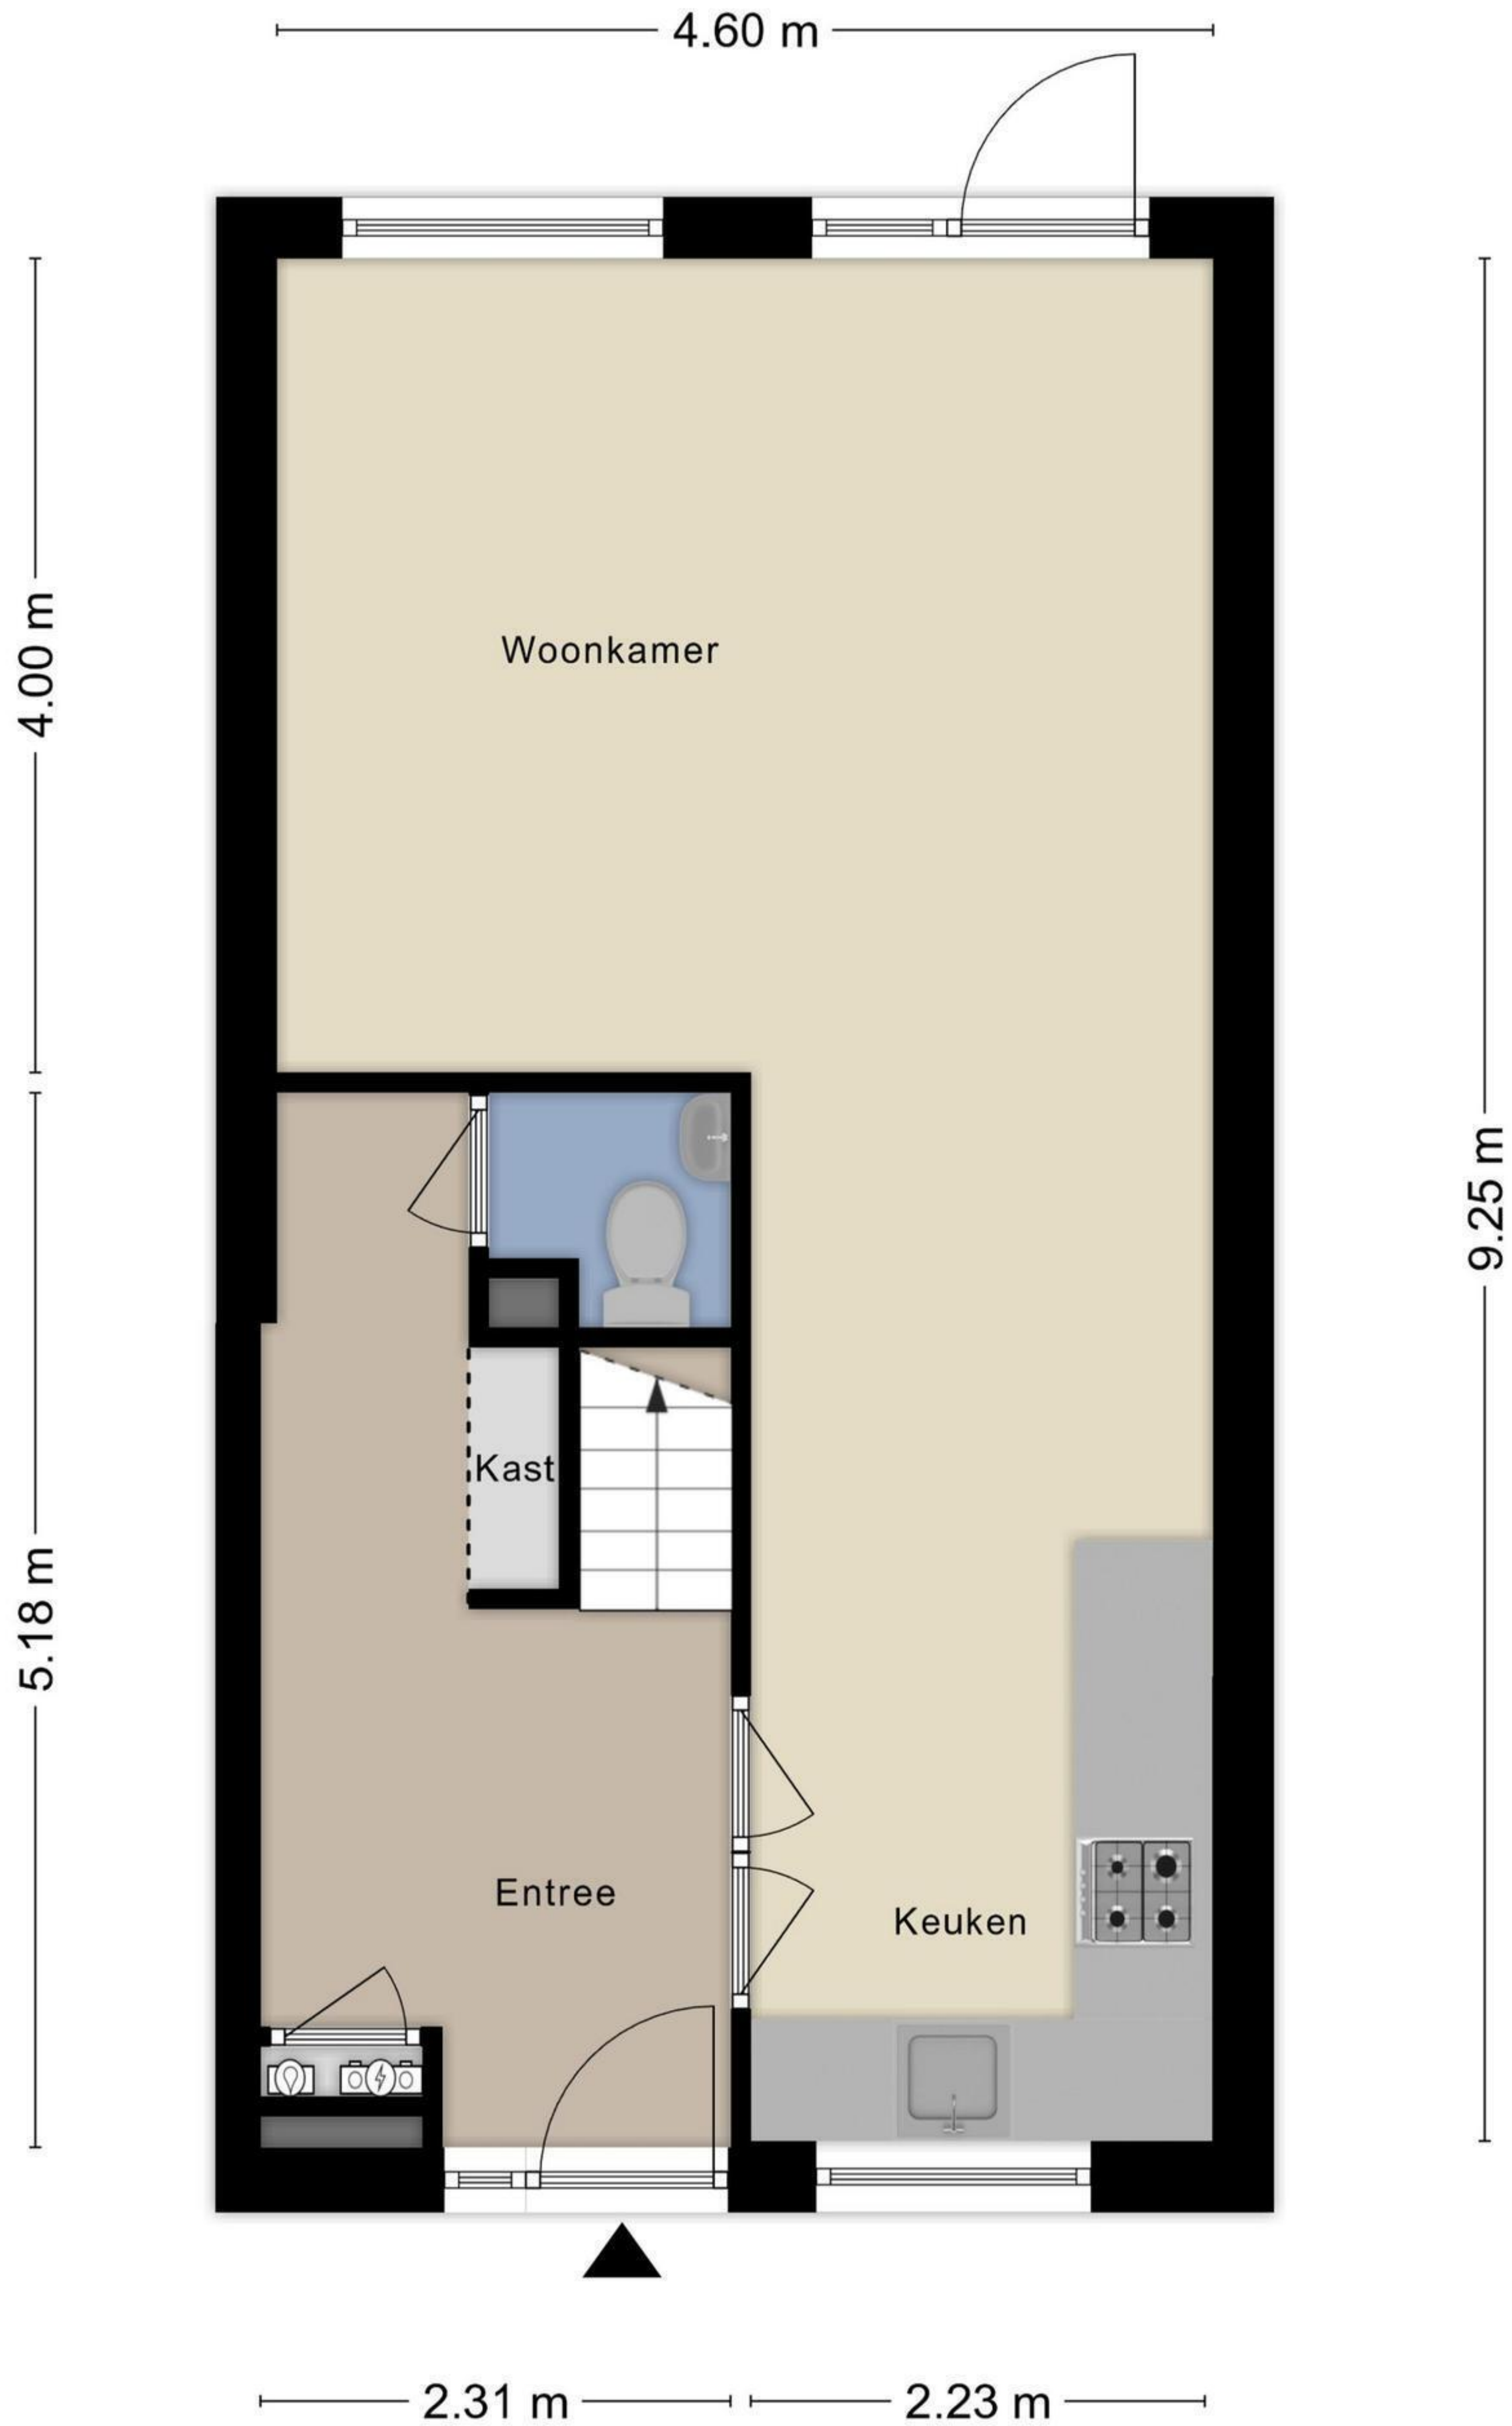 4.60 m
Woonkamer
4.00 m
9.25 m
Kast
5.18 m
Entree
Keuken
2.31 m
2.23 m